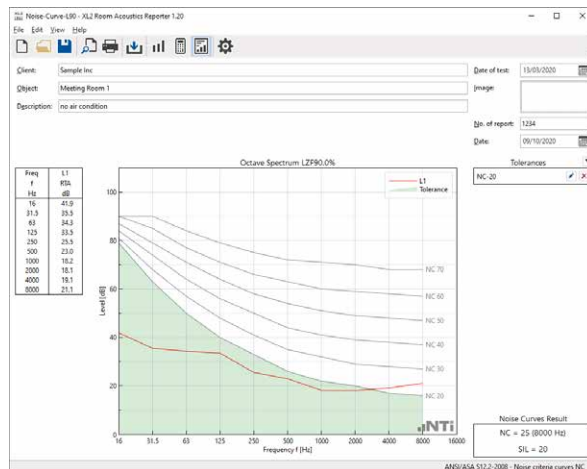 Noise-Curve-L90 - XL2 Room Acoustics Reporter 1.20
File Edit View Help
Client: Sample Inc
Date of test: 13/03/2020
Object: Meeting Room 1
Image:
Description: no air condition
No. of report: 1234
Date: 09/10/2020
Tolerances
NC-20
Freq L1
f RTA
Hz dB
16 41.9
31.5 35.5
63 34.3
125 33.5
250 25.5
500 23.0
1000 18.2
2000 18.1
4000 19.1
8000 21.1
Octave Spectrum LZF90.0%
L1
Tolerance
Level [dB]
100
80
60
40
20
0
NC 70
NC 60
NC 50
NC 40
NC 30
NC 20
NTi
16 31.5 63 125 250 500 1000 2000 4000 8000 16000
Frequency f [Hz]
Noise Curves Result
NC = 25 (8000 Hz)
SIL = 20
ANSI/ASA S12.2-2008 - Noise criteria curves NC